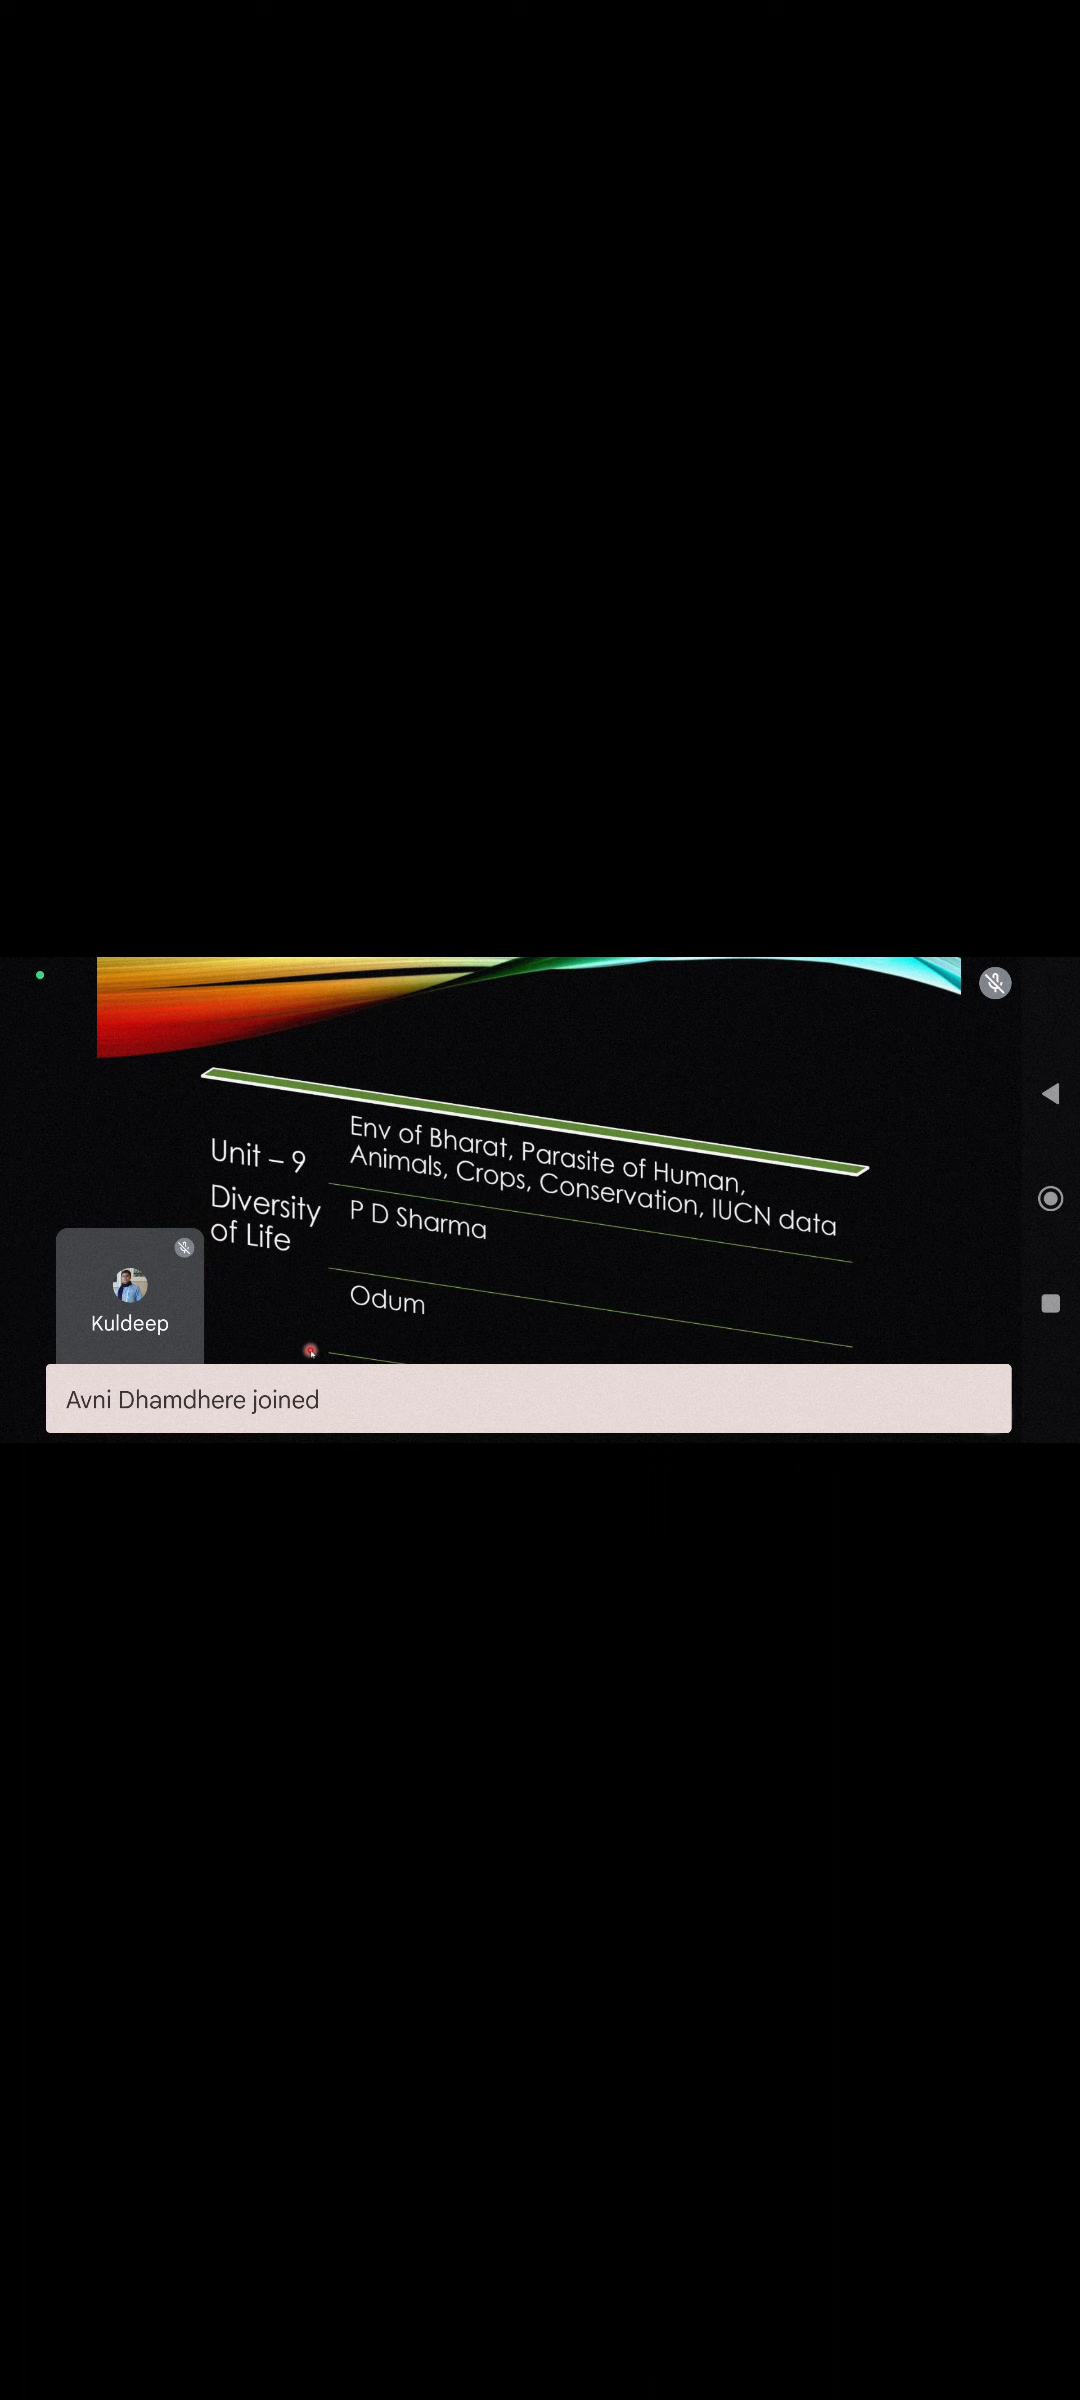 Unit – 9
Diversity
of Life
Env of Bharat, Parasite of Human,
Animals, Crops, Conservation, IUCN data
P D Sharma
Odum
Kuldeep
Avni Dhamdhere joined